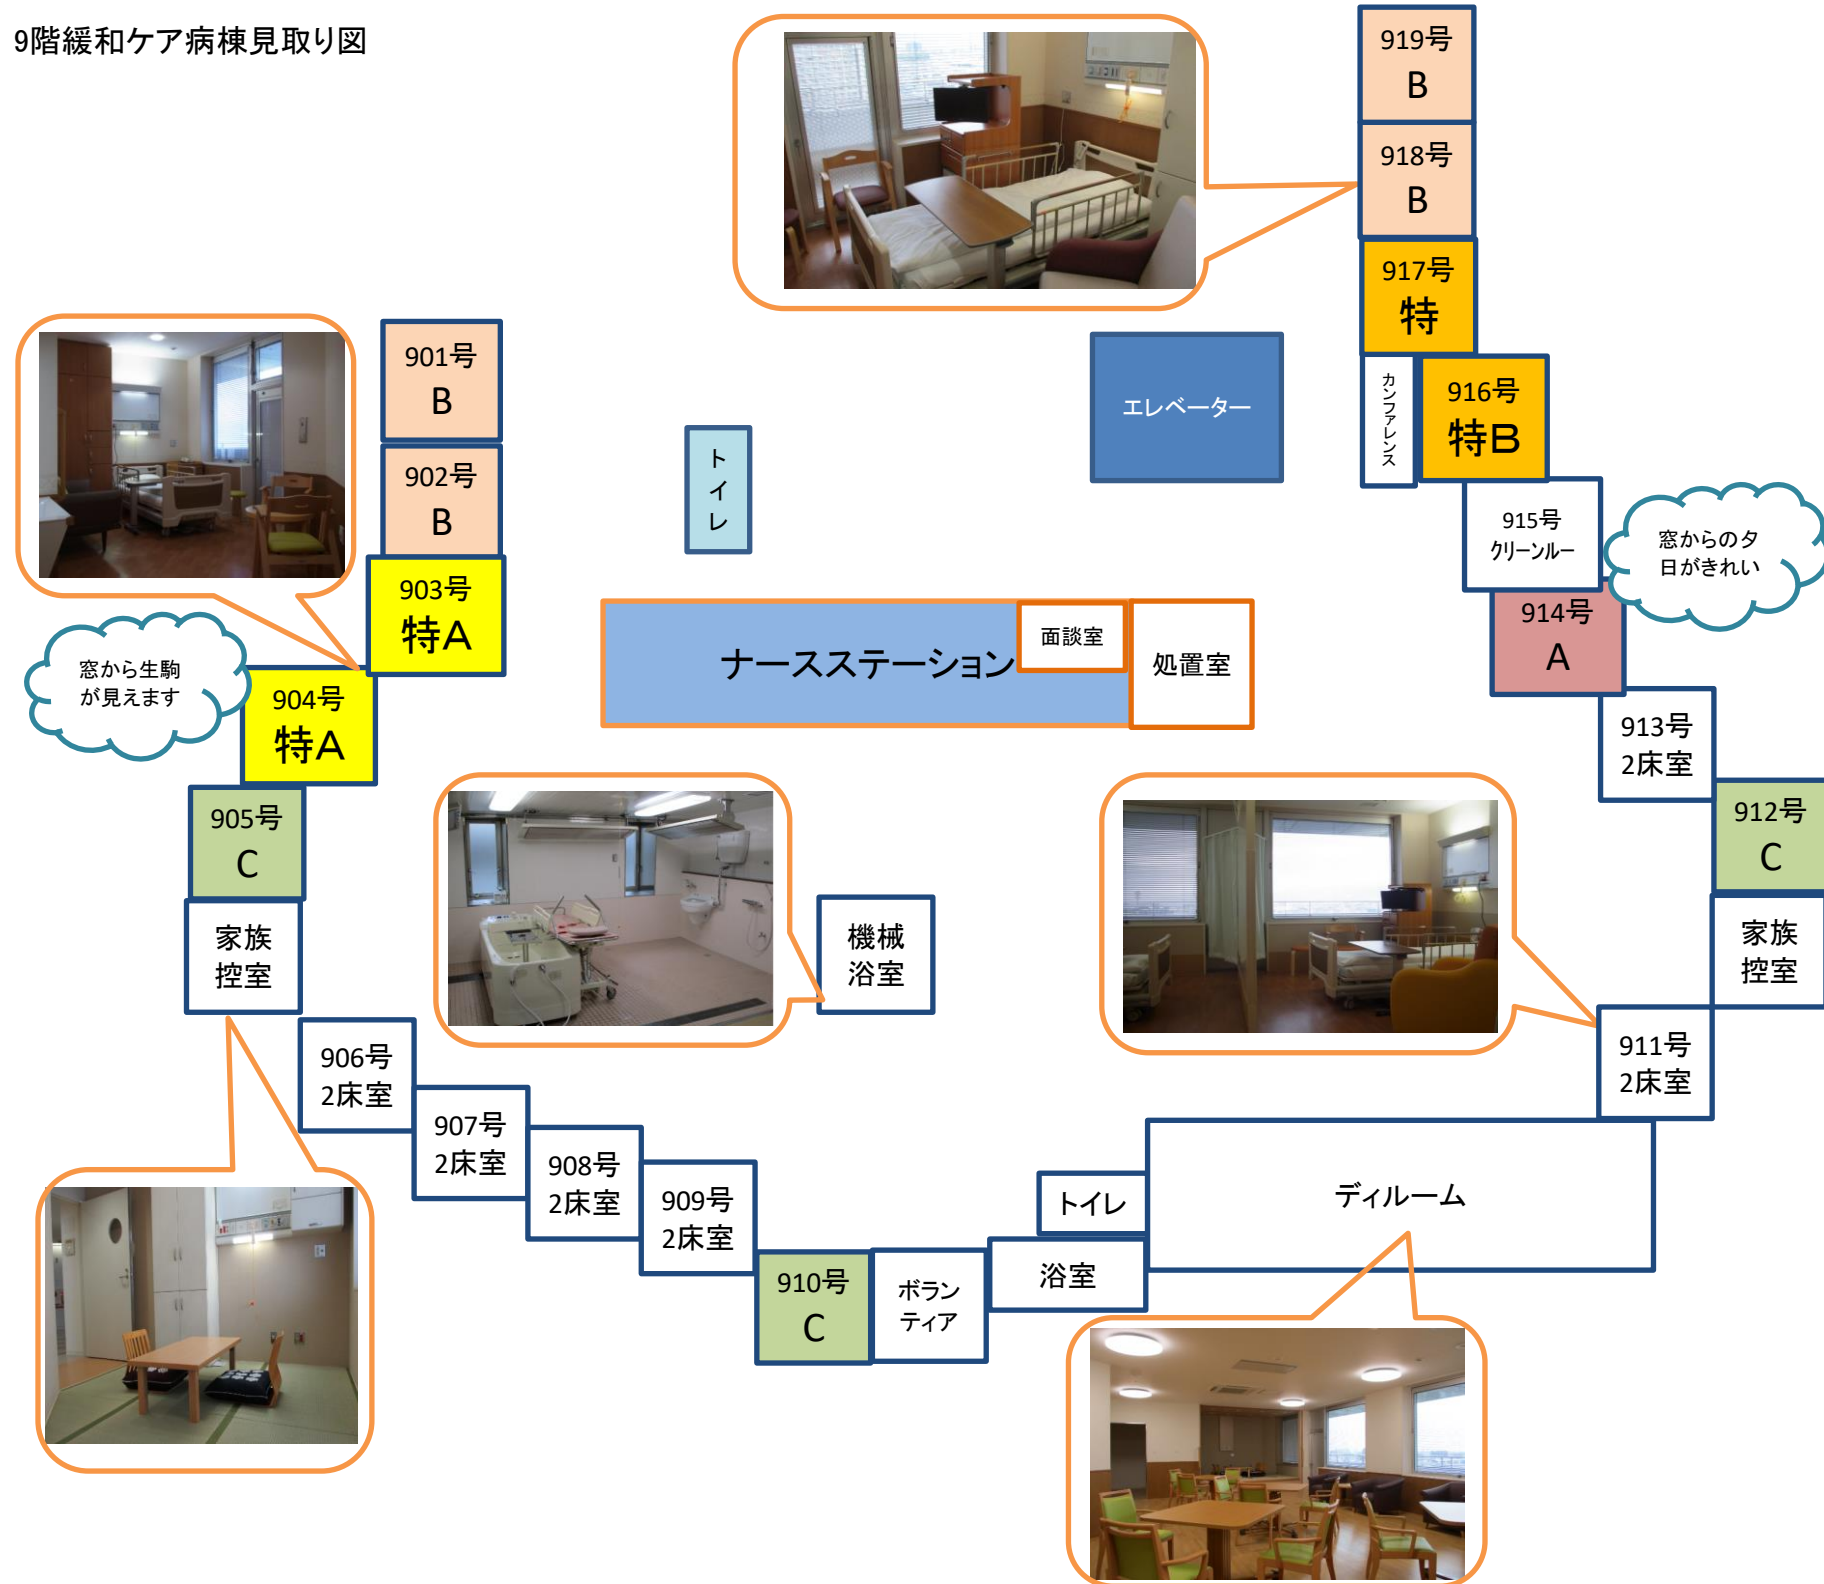 9階緩和ケア病棟見取り図
919号
B
918号
B
917号
特
カンファレンス
916号
特B
915号
クリーンルー
窓からの夕
日がきれい
914号
A
913号
2床室
912号
C
家族
控室
911号
2床室
901号
B
902号
B
903号
特A
窓から生駒
が見えます
904号
特A
905号
C
家族
控室
906号
2床室
907号
2床室
908号
2床室
909号
2床室
910号
C
ボラン
ティア
浴室
トイレ
ディルーム
トイレ
エレベーター
ナースステーション
面談室
処置室
機械
浴室